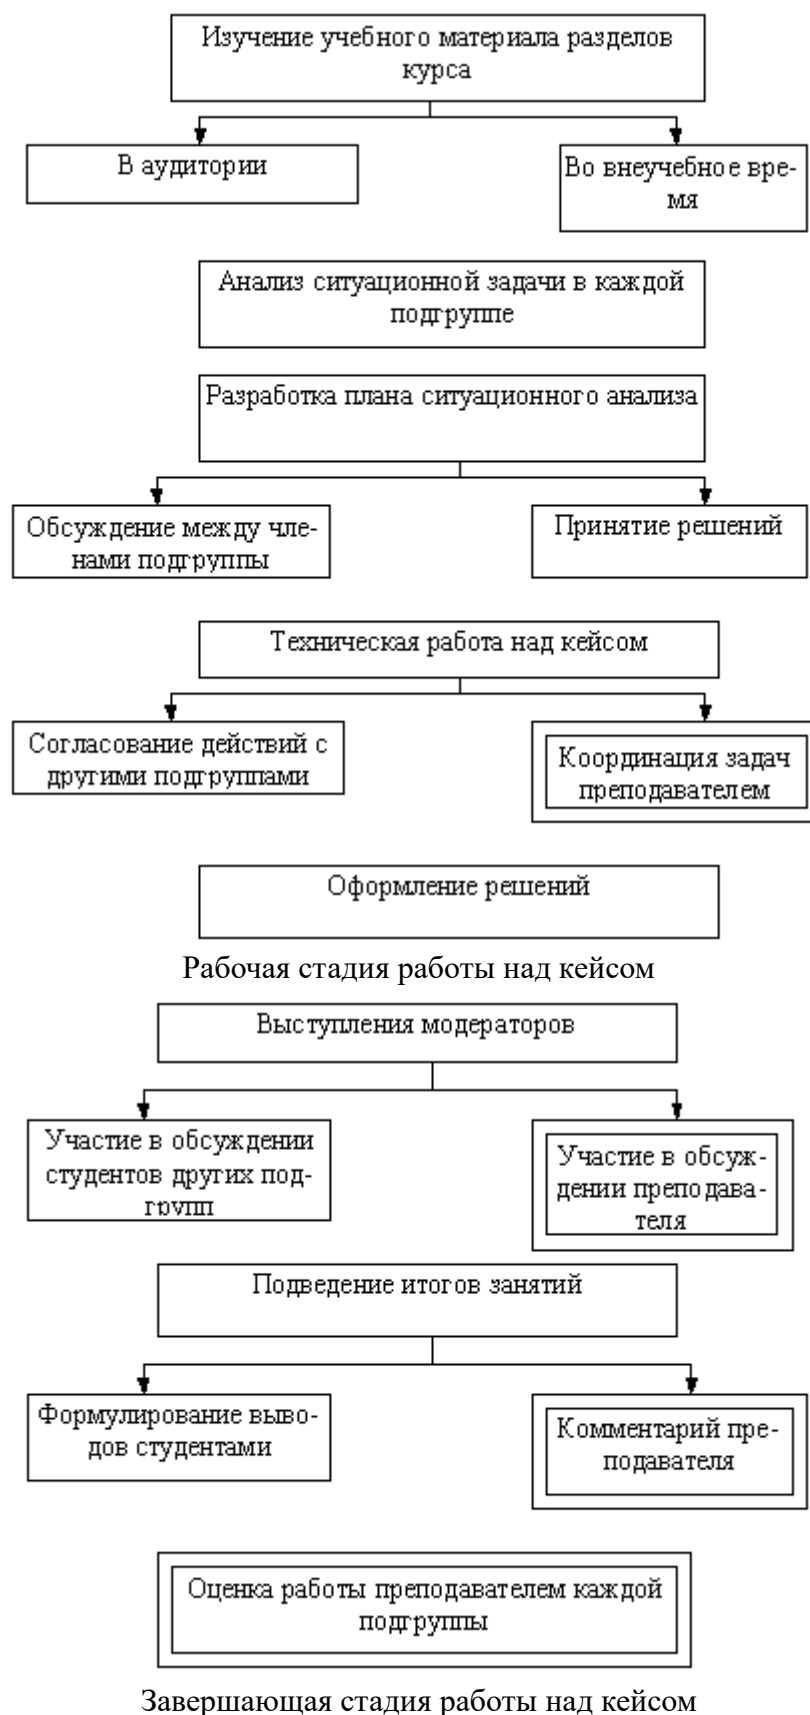 Изучение учебного материала разделов
курса
В аудитории
Во внеучебное вре-
мя
Анализ ситуационной задачи в каждой
подгруппе
Разработка плана ситуационного анализа
Обсуждение между чле-
нами подгруппы
Принятие решений
Техническая работа над кейсом
Согласование действий с
другими подгруппами
Координация задач
преподавателем
Оформление решений
Рабочая стадия работы над кейсом
Выступления модераторов
Участие в обсуждении
студентов других под-
групп
Участие в обсуж-
дении преподава-
теля
Подведение итогов занятий
Формулирование выво-
дов студентами
Комментарий пре-
подавателя
Оценка работы преподавателем каждой
подгруппы
Завершающая стадия работы над кейсом